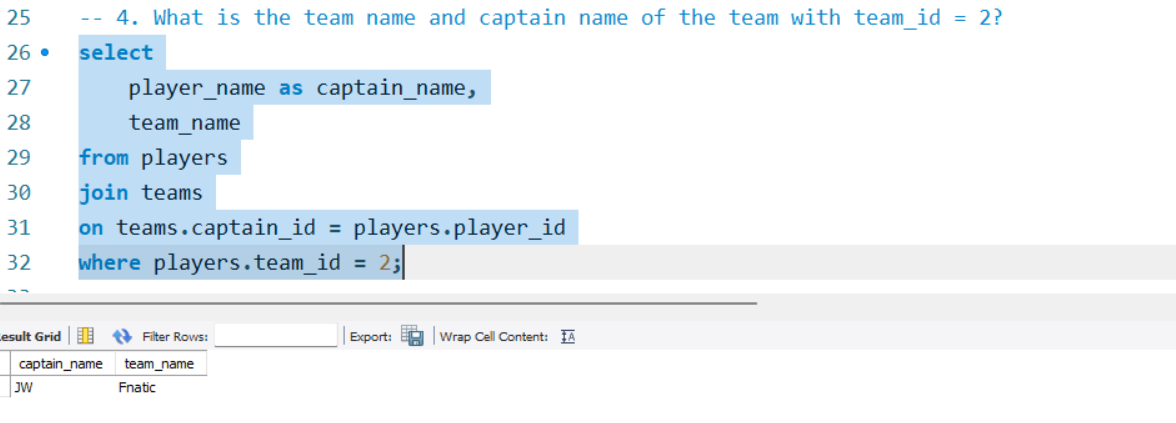 25 -- 4. What is the team name and captain name of the team with team_id = 2?
26 select
27 player_name as captain_name,
28 team_name
29 from players
30 join teams
31 on teams.captain_id = players.player_id
32 where players.team_id = 2;
Result Grid Filter Rows: Export: Wrap Cell Content: IA
captain_name team_name
JW Fnatic